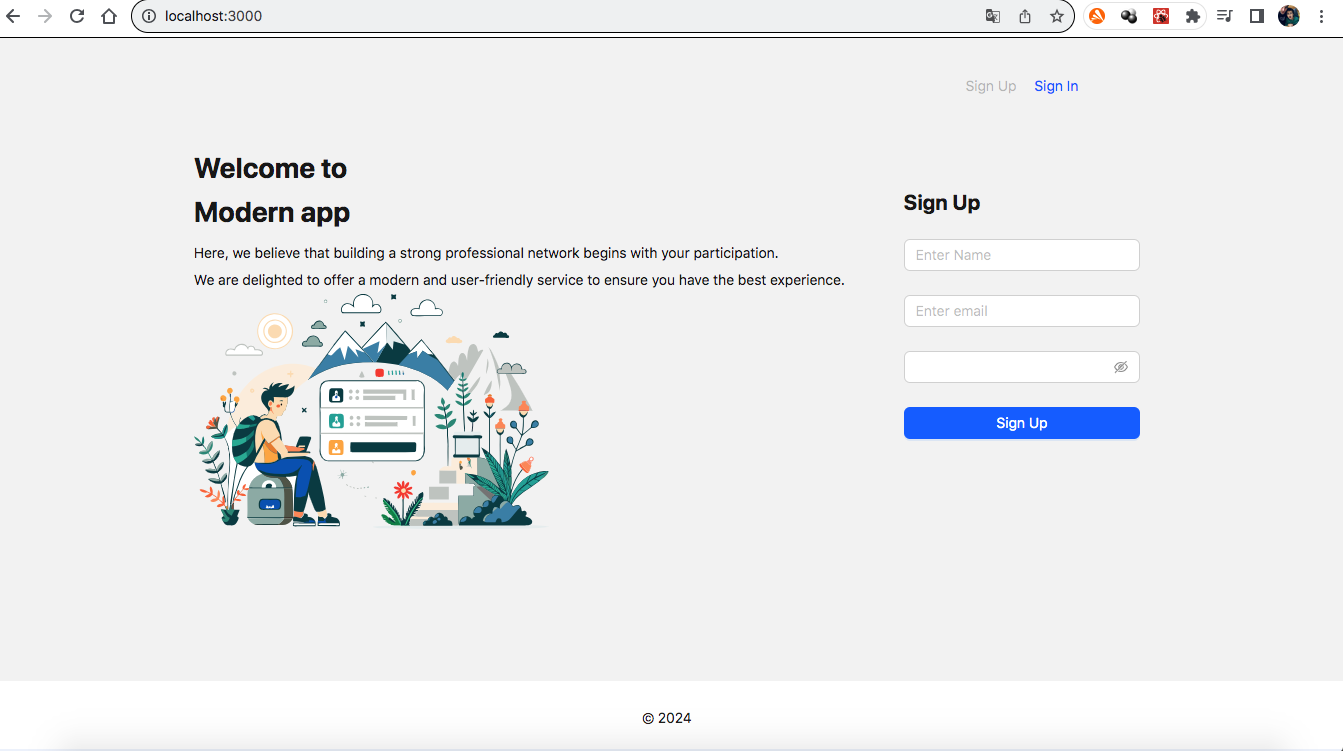 localhost:3000
Sign Up Sign In
Welcome to
Modern app
Here, we believe that building a strong professional network begins with your participation.
We are delighted to offer a modern and user-friendly service to ensure you have the best experience.
Sign Up
Enter Name
Enter email
Sign Up
© 2024